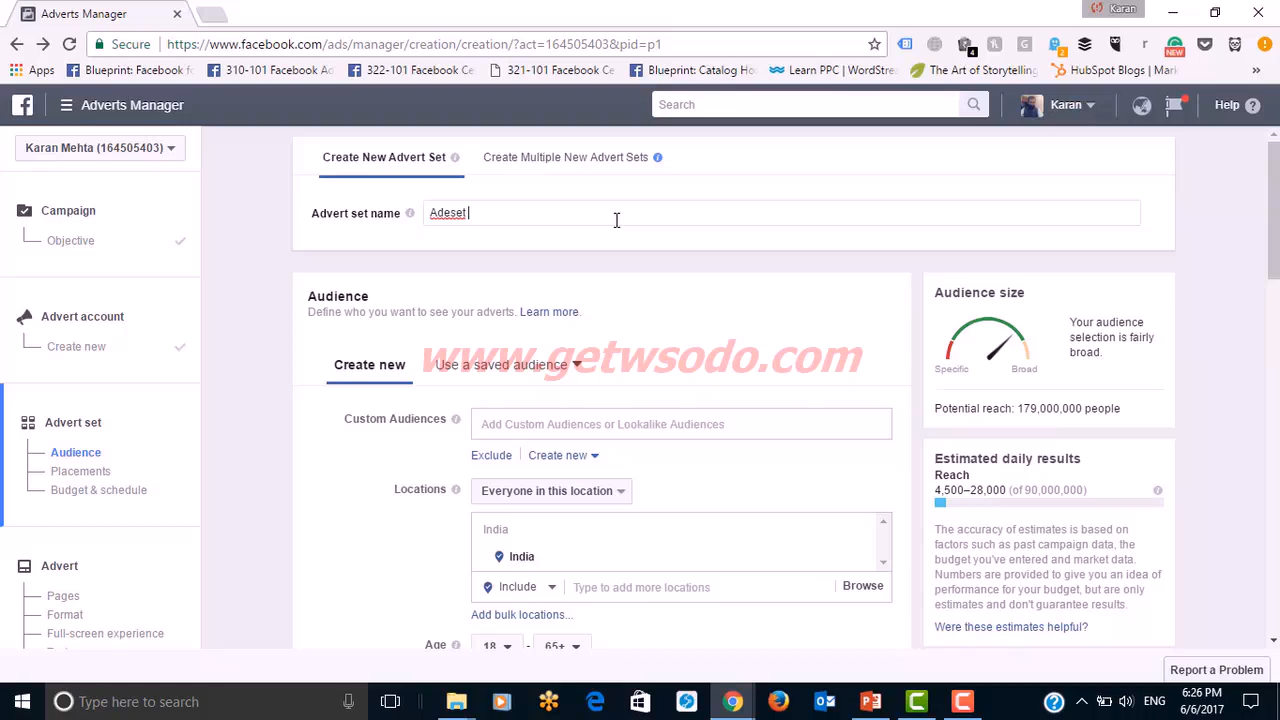 Adverts Manager
Karan
Secure https://www.facebook.com/ads/manager/creation/creation/?act=164505403&pid=p1
4 2 r NEW
Apps Blueprint: Facebook fo 310-101 Facebook Ad 322-101 Facebook Ce 321-101 Facebook Ce Blueprint: Catalog Ho Learn PPC | WordStre The Art of Storytelling HubSpot Blogs | Mark »
Adverts Manager Search Karan Help
Karan Mehta (164505403)
Create New Advert Set Create Multiple New Advert Sets
Advert set name Adeset
Campaign
Objective
Advert account
Create new
Advert set
Audience
Placements
Budget & schedule
Advert
Pages
Format
Full-screen experience
Audience
Define who you want to see your adverts. Learn more.
Create new Use a saved audience
www.getwsodo.com
Custom Audiences Add Custom Audiences or Lookalike Audiences
Exclude Create new
Locations Everyone in this location
India
India
Include Type to add more locations Browse
Add bulk locations...
Age 18 - 65+
Audience size
Your audience
selection is fairly
broad.
Specific Broad
Potential reach: 179,000,000 people
Estimated daily results
Reach
4,500–28,000 (of 90,000,000)
The accuracy of estimates is based on
factors such as past campaign data, the
budget you've entered and market data.
Numbers are provided to give you an idea of
performance for your budget, but are only
estimates and don't guarantee results.
Were these estimates helpful?
Report a Problem
Type here to search
ENG
6:26 PM
6/6/2017